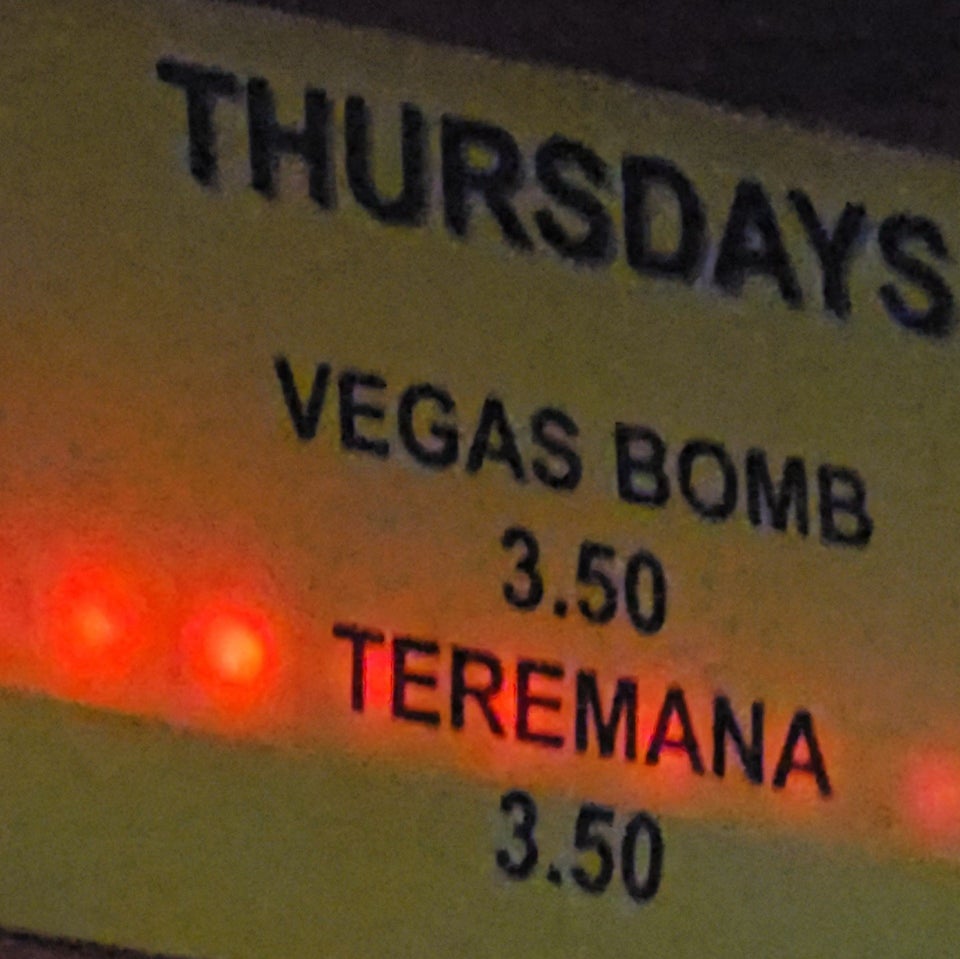 THURSDAYS
VEGAS BOMB
3.50
TEREMANA
3.50